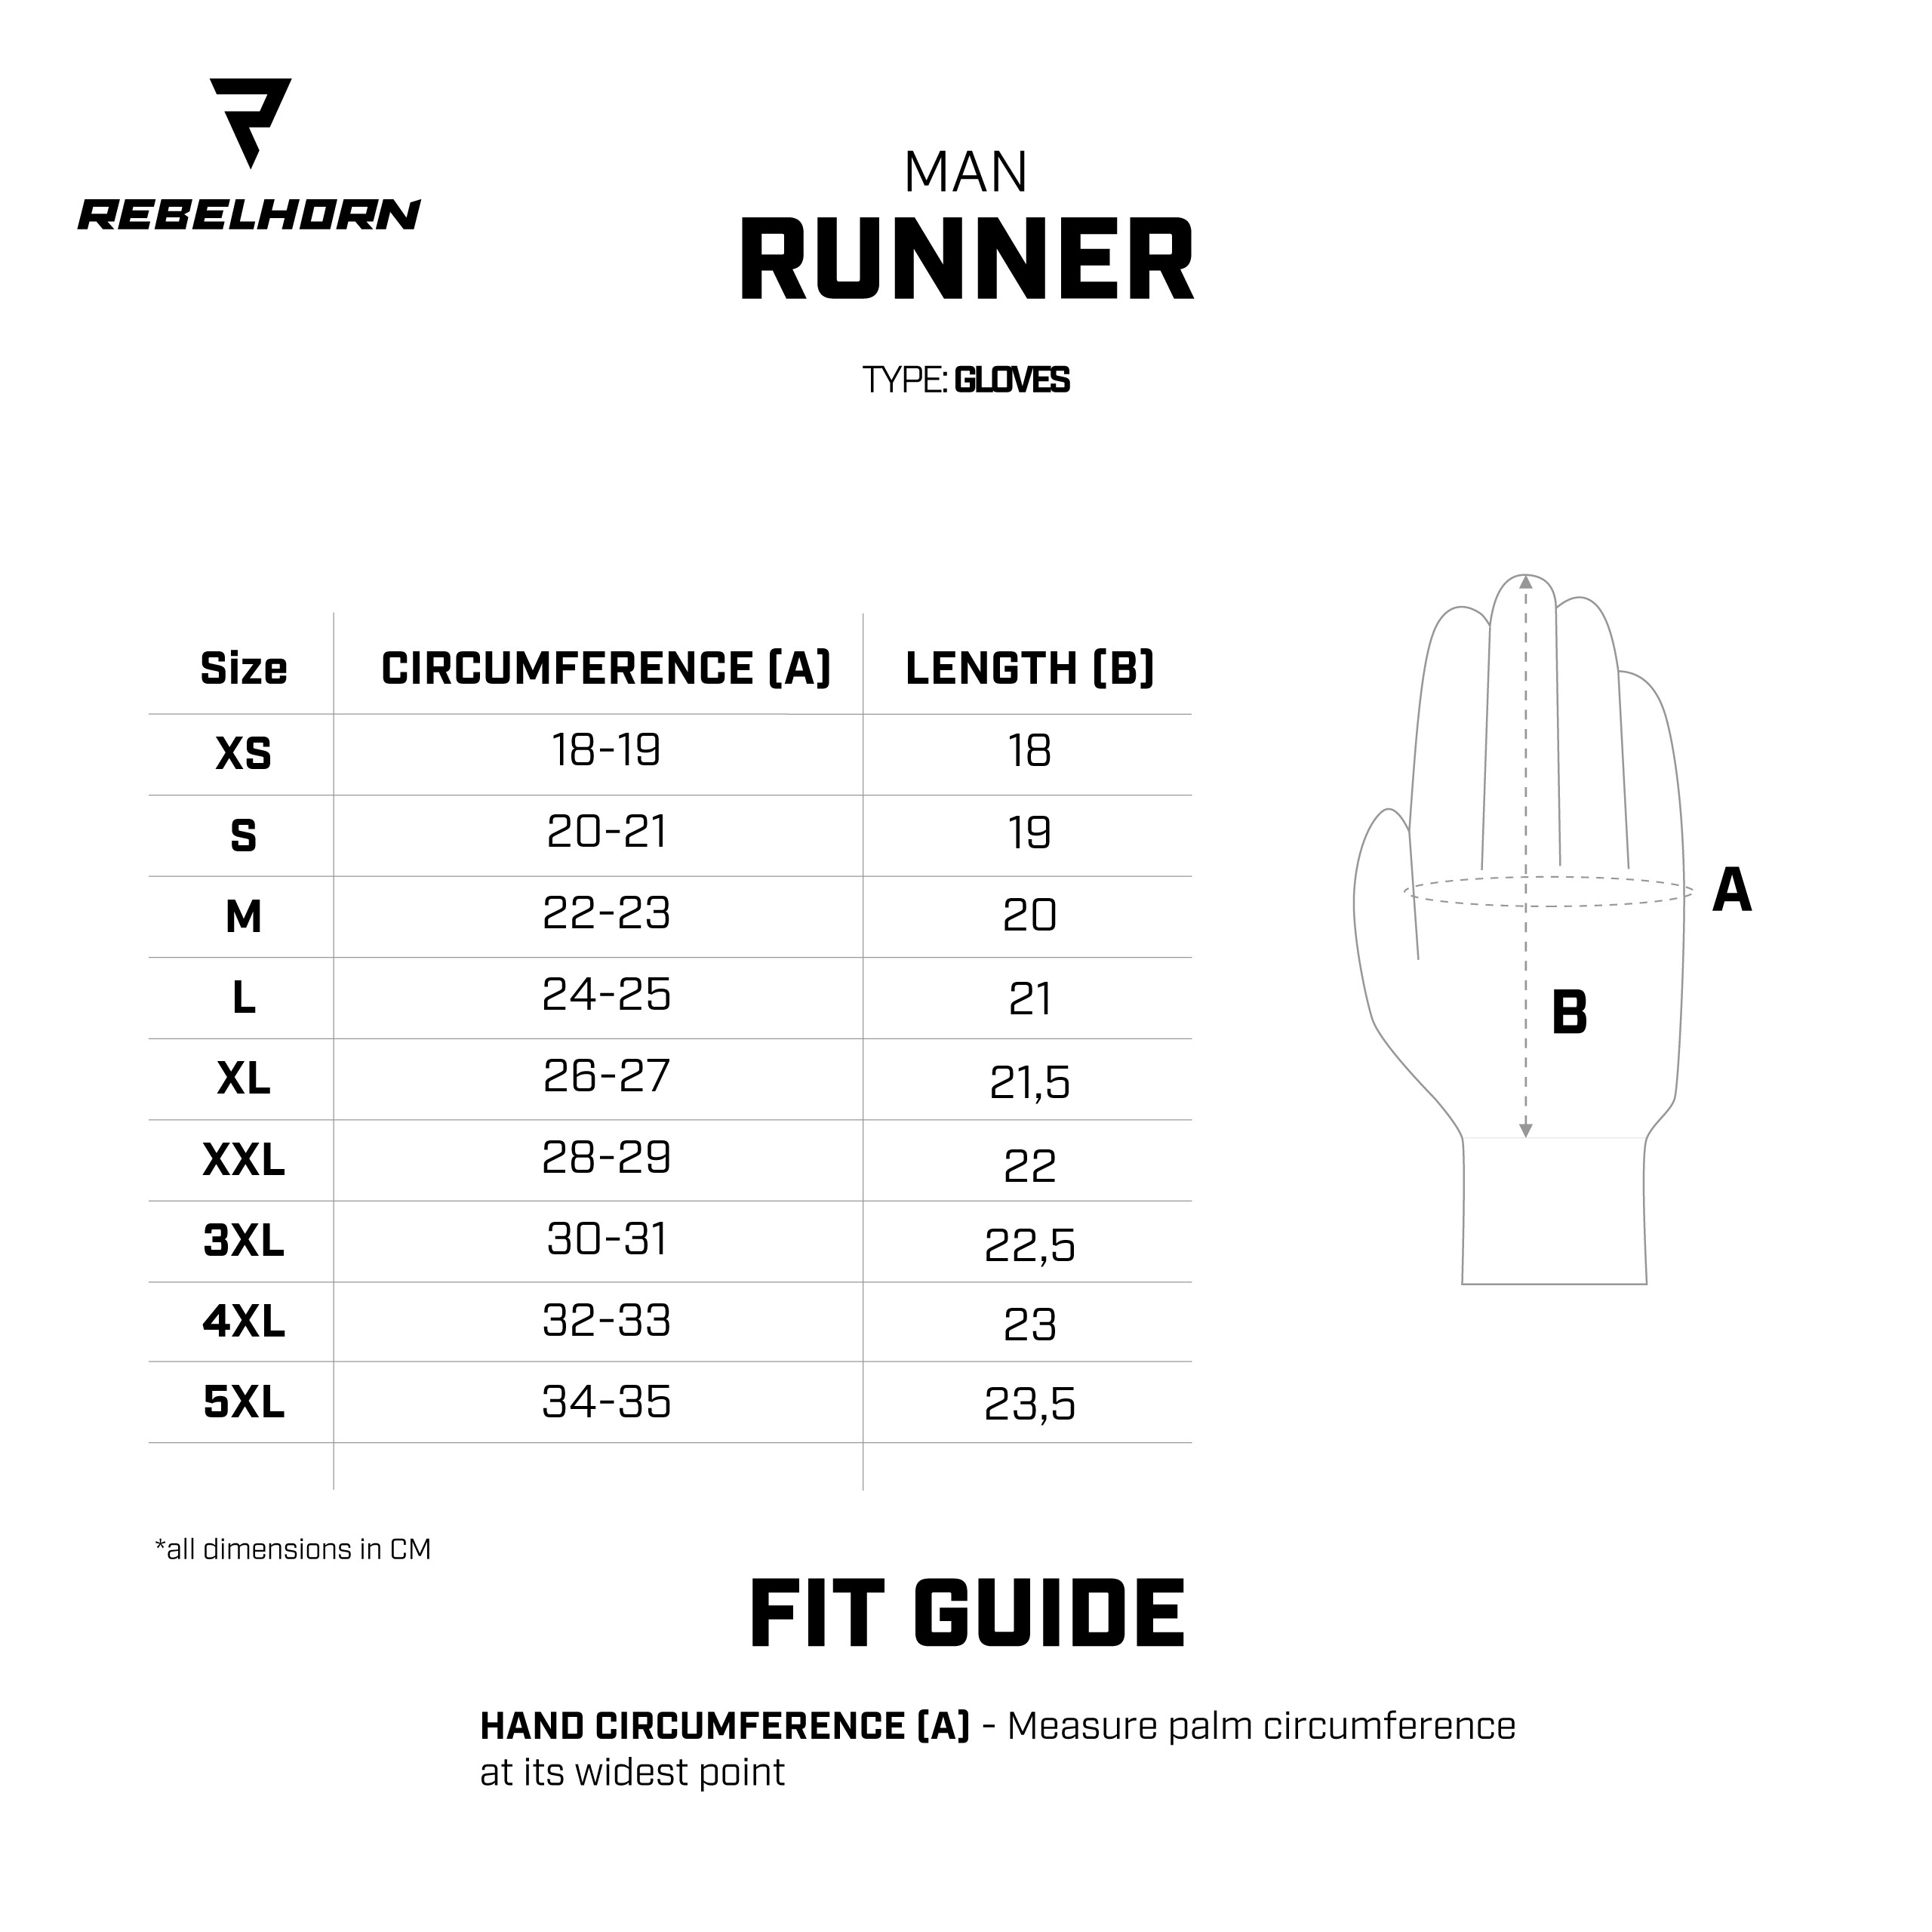 REBELHORN
MAN
RUNNER
TYPE: GLOVES
Size CIRCUMFERENCE (A) LENGTH (B)
XS 18-19 18
S 20-21 19
M 22-23 20
L 24-25 21
XL 26-27 21,5
XXL 28-29 22
3XL 30-31 22,5
4XL 32-33 23
5XL 34-35 23,5
A
B
*all dimensions in CM
FIT GUIDE
HAND CIRCUMFERENCE (A) - Measure palm circumference
at its widest point